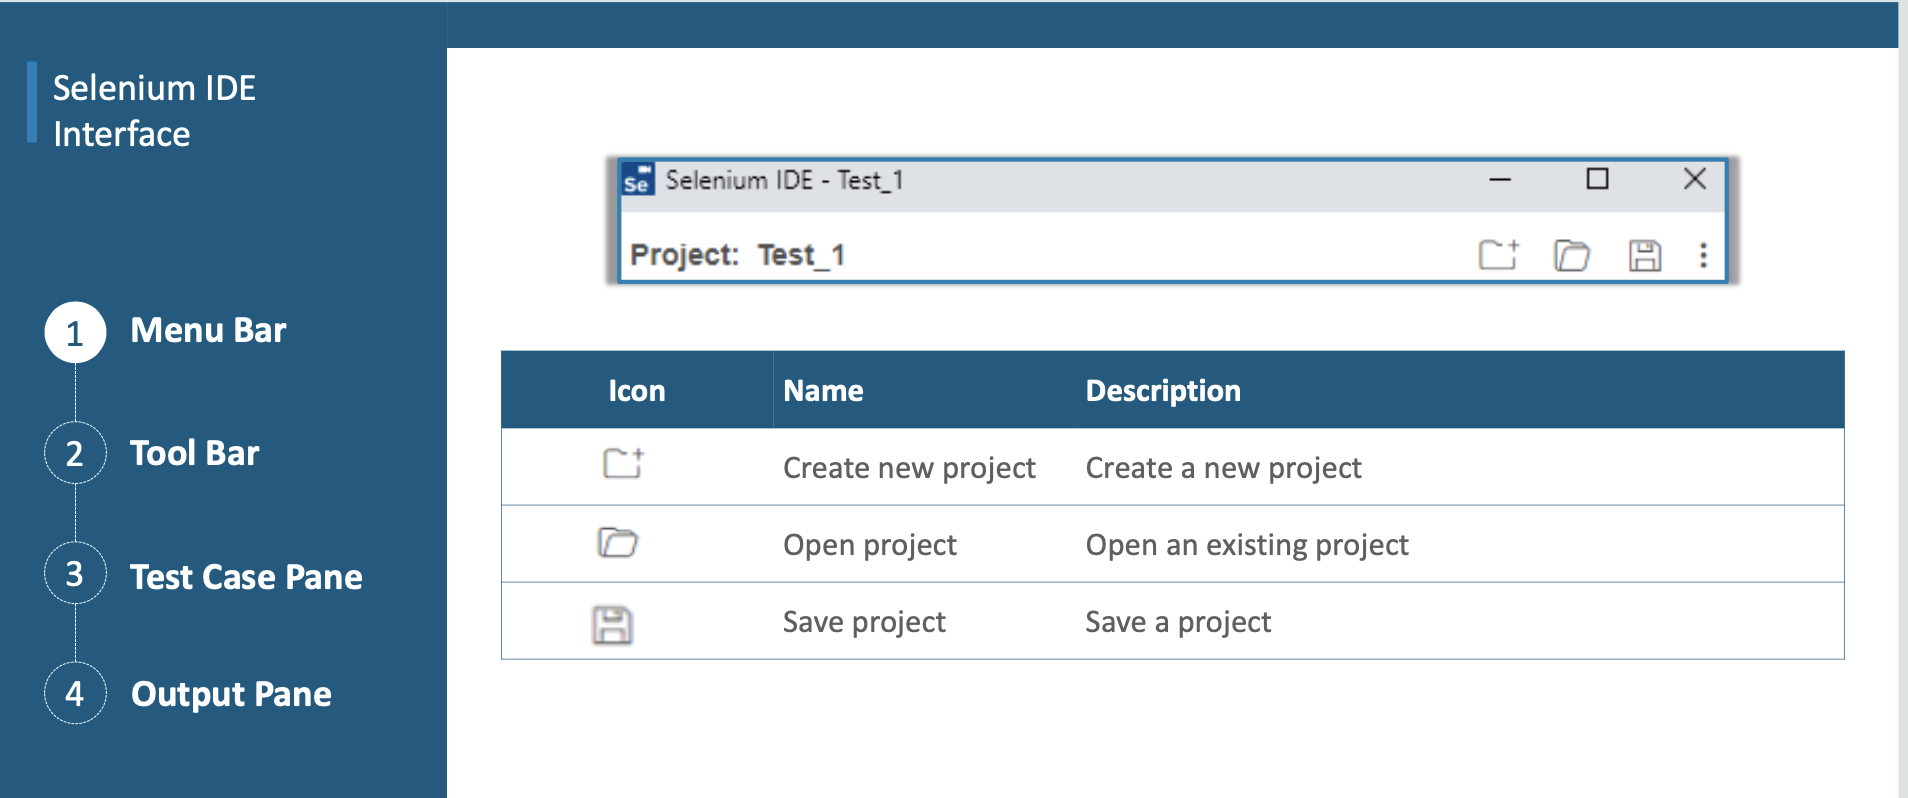 Selenium IDE
Interface
1 Menu Bar
2 Tool Bar
3 Test Case Pane
4 Output Pane
Se Selenium IDE - Test_1
Project: Test_1
Icon Name Description
Create new project Create a new project
Open project Open an existing project
Save project Save a project